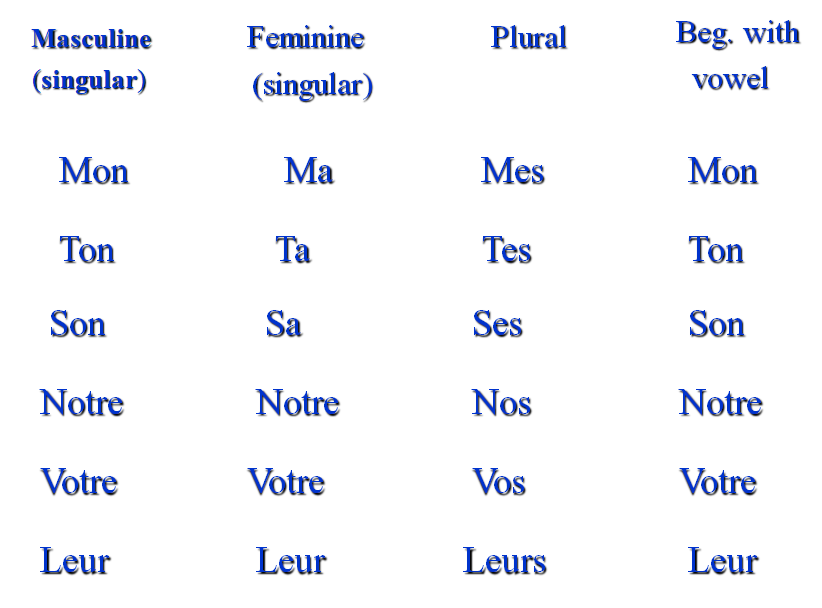 Masculine (singular) Feminine (singular) Plural Beg. with vowel
Mon Ma Mes Mon
Ton Ta Tes Ton
Son Sa Ses Son
Notre Notre Nos Notre
Votre Votre Vos Votre
Leur Leur Leurs Leur